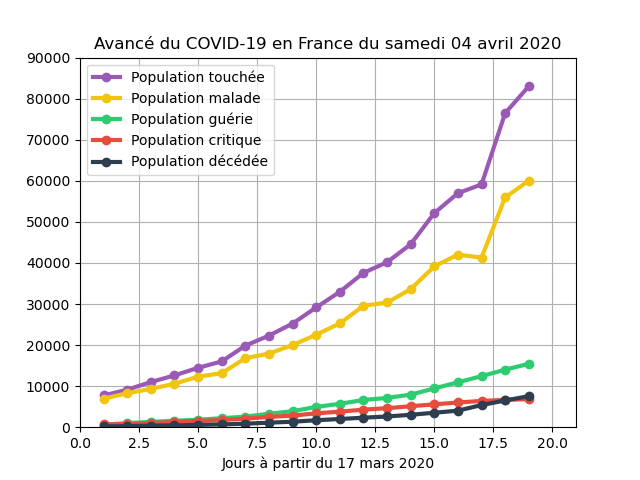 Avancé du COVID-19 en France du samedi 04 avril 2020
90000
80000
70000
60000
50000
40000
30000
20000
10000
0
Population touchée
Population malade
Population guérie
Population critique
Population décédée
0.0 2.5 5.0 7.5 10.0 12.5 15.0 17.5 20.0
Jours à partir du 17 mars 2020